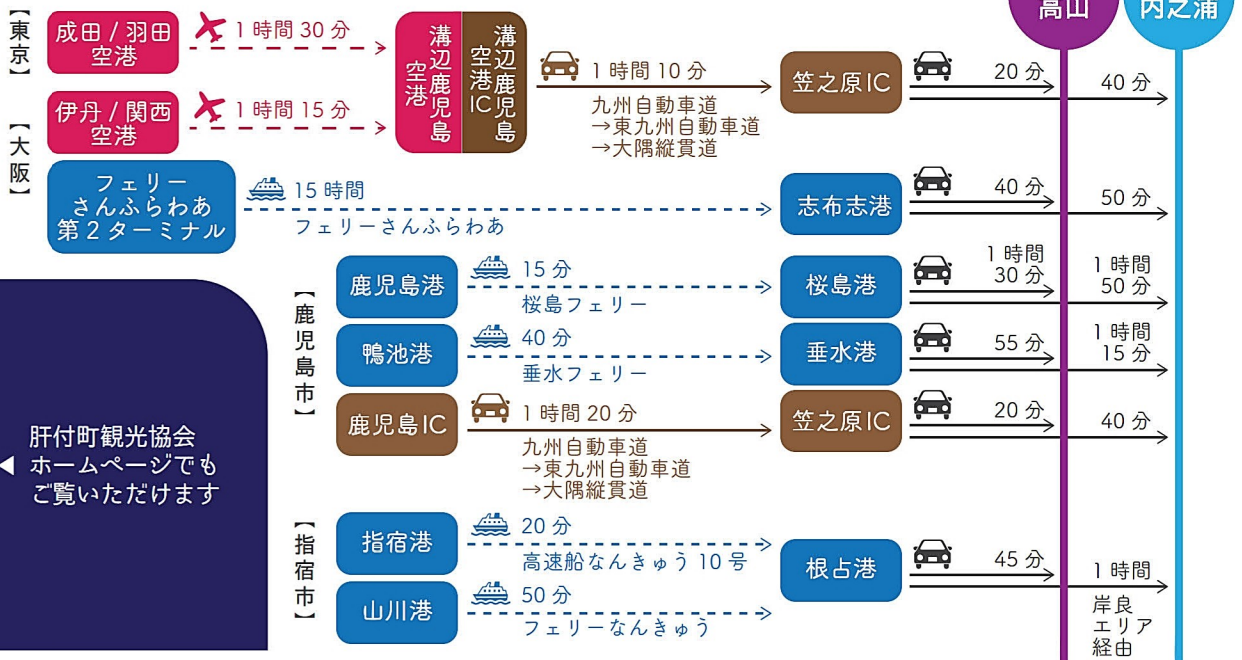 高山
内之浦
【東京】
成田 / 羽田
空港
1 時間 30 分
溝辺鹿児島
空港
溝辺鹿児島
空港IC
1 時間 10 分
九州自動車道
→東九州自動車道
→大隅縦貫道
笠之原IC
20 分
40 分
【大阪】
伊丹 / 関西
空港
1 時間 15 分
フェリー
さんふらわあ
第 2 ターミナル
15 時間
フェリーさんふらわあ
志布志港
40 分
50 分
【鹿児島市】
鹿児島港
15 分
桜島フェリー
桜島港
1 時間
30 分
1 時間
50 分
鴨池港
40 分
垂水フェリー
垂水港
55 分
1 時間
15 分
鹿児島IC
1 時間 20 分
九州自動車道
→東九州自動車道
→大隅縦貫道
笠之原IC
20 分
40 分
肝付町観光協会
ホームページでも
ご覧いただけます
【指宿市】
指宿港
20 分
高速船なんきゅう 10 号
山川港
50 分
フェリーなんきゅう
根占港
45 分
1 時間
岸良
エリア
経由